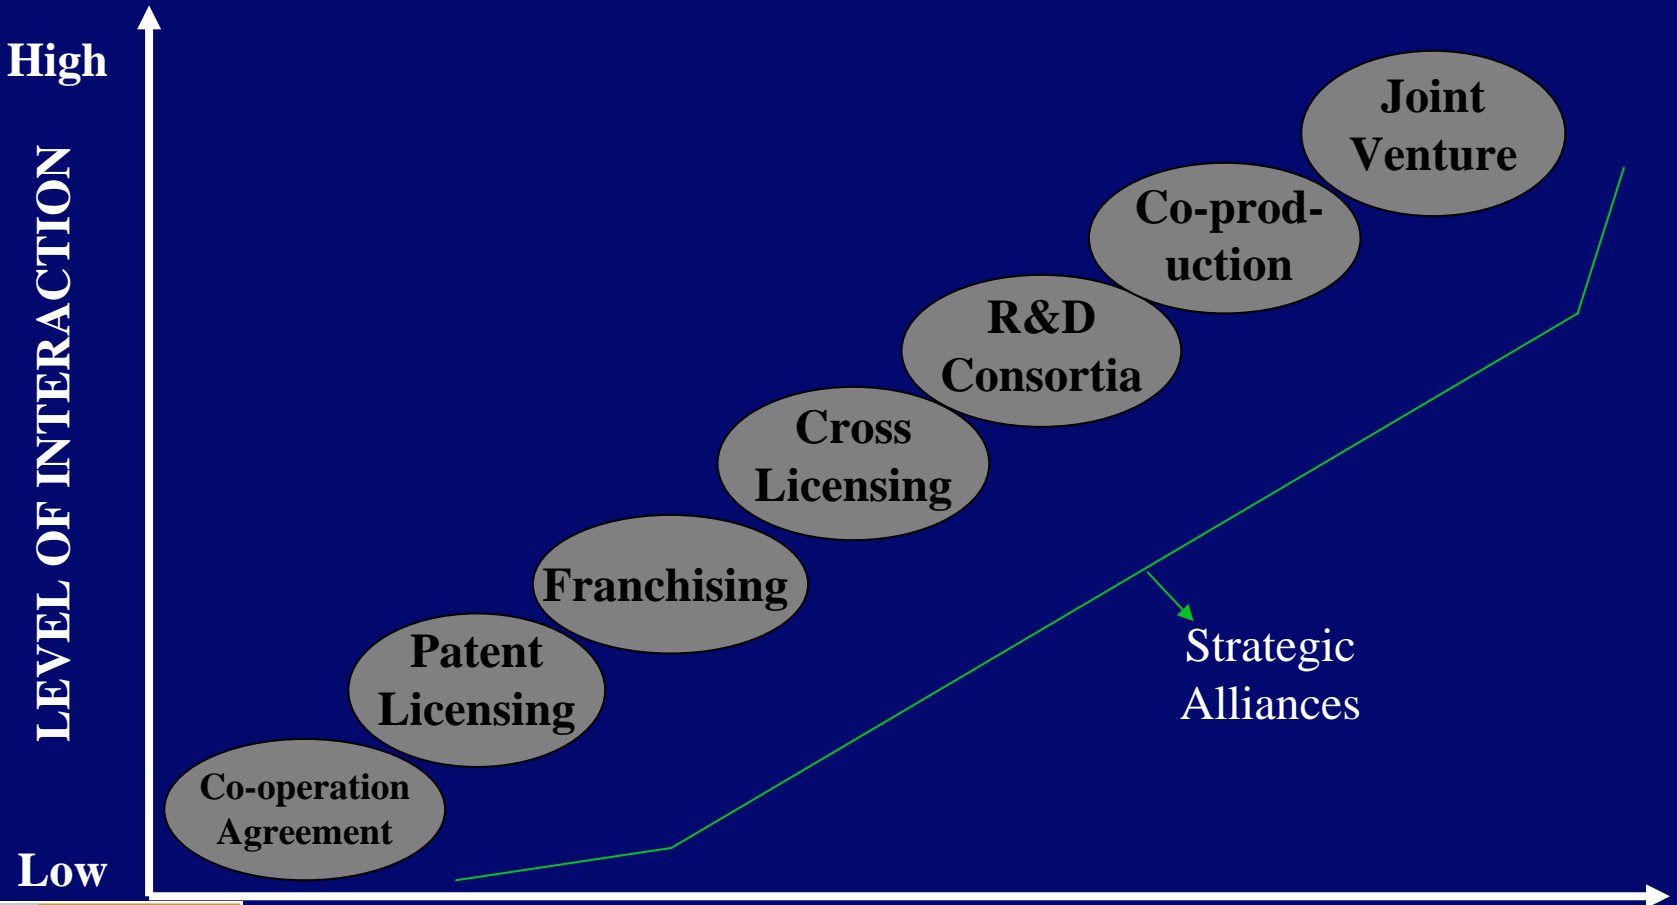 High
LEVEL OF INTERACTION
Low
Joint
Venture
Co-prod-
uction
R&D
Consortia
Cross
Licensing
Franchising
Patent
Licensing
Co-operation
Agreement
Strategic
Alliances